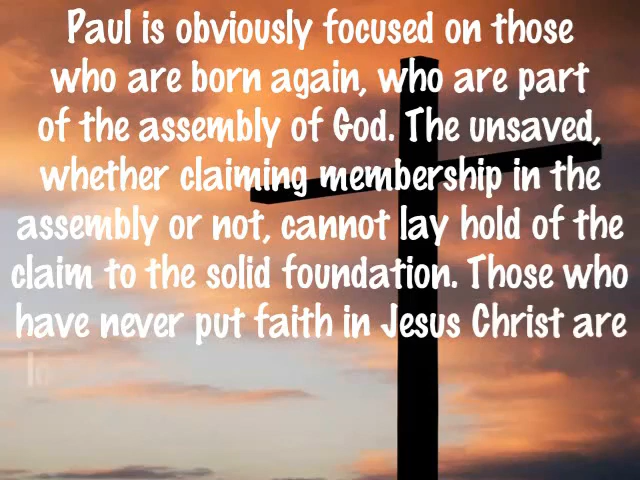 Paul is obviously focused on those
who are born again, who are part
of the assembly of God. The unsaved,
whether claiming membership in the
assembly or not, cannot lay hold of the
claim to the solid foundation. Those who
have never put faith in Jesus Christ are